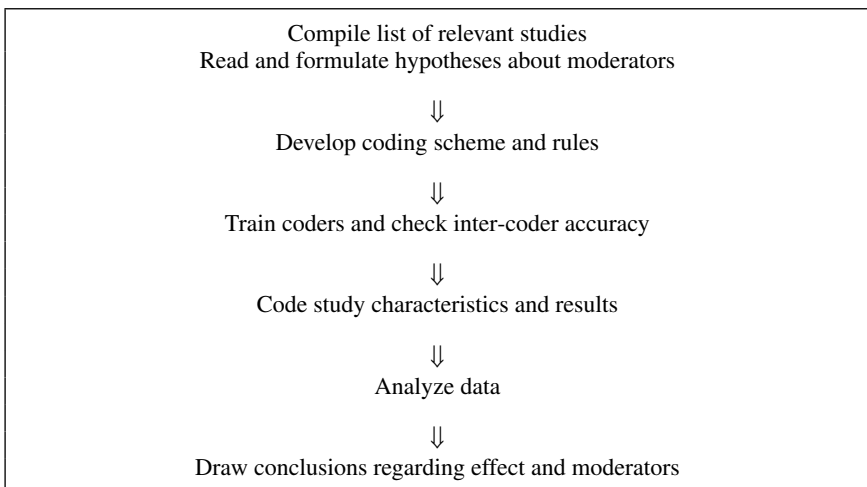 Compile list of relevant studies
Read and formulate hypotheses about moderators
⇓
Develop coding scheme and rules
⇓
Train coders and check inter-coder accuracy
⇓
Code study characteristics and results
⇓
Analyze data
⇓
Draw conclusions regarding effect and moderators